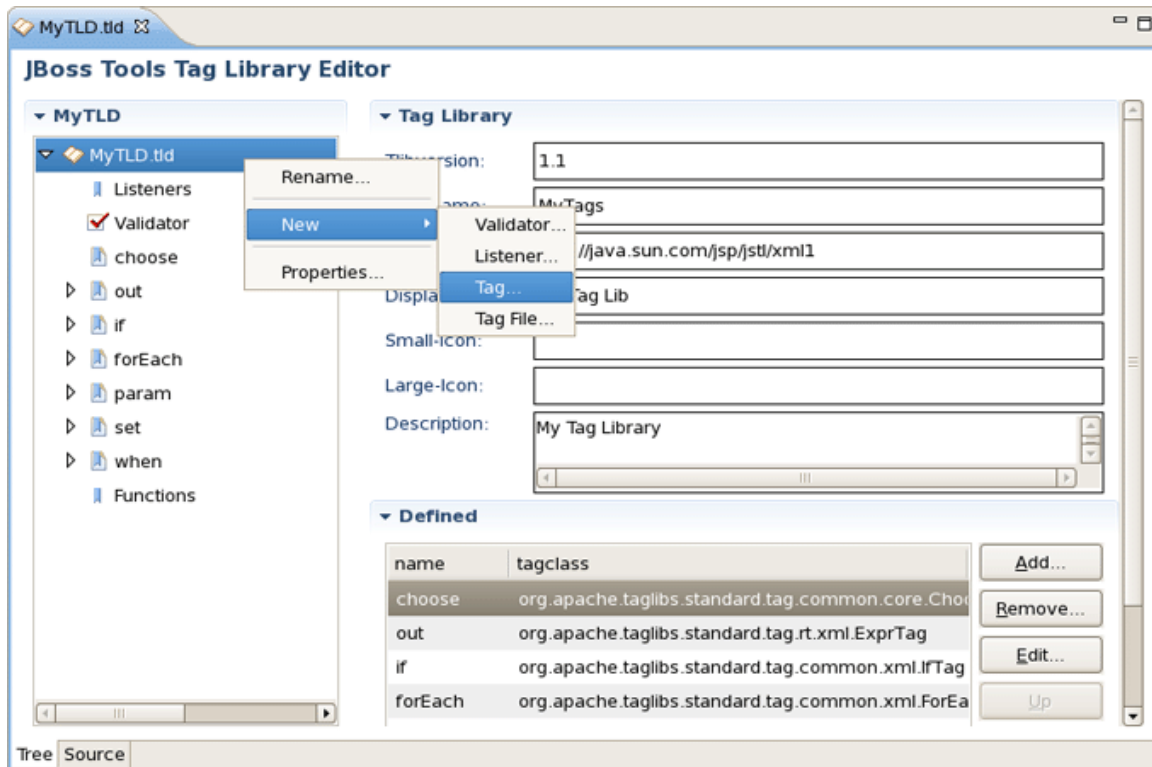 MyTLD.tld
JBoss Tools Tag Library Editor
MyTLD
MyTLD.tld
Listeners
Validator
choose
out
if
forEach
param
set
when
Functions
Rename...
New
Properties...
Validator...
Listener...
Tag...
Tag File...
Tag Library
1.1
MyTags
//java.sun.com/jsp/jstl/xml1
Displa
Tag Lib
Small-Icon:
Large-Icon:
Description:
My Tag Library
Defined
name tagclass
choose org.apache.taglibs.standard.tag.common.core.Choo
out org.apache.taglibs.standard.tag.rt.xml.ExprTag
if org.apache.taglibs.standard.tag.common.xml.IfTag
forEach org.apache.taglibs.standard.tag.common.xml.ForEa
Add...
Remove...
Edit...
Up
Tree Source